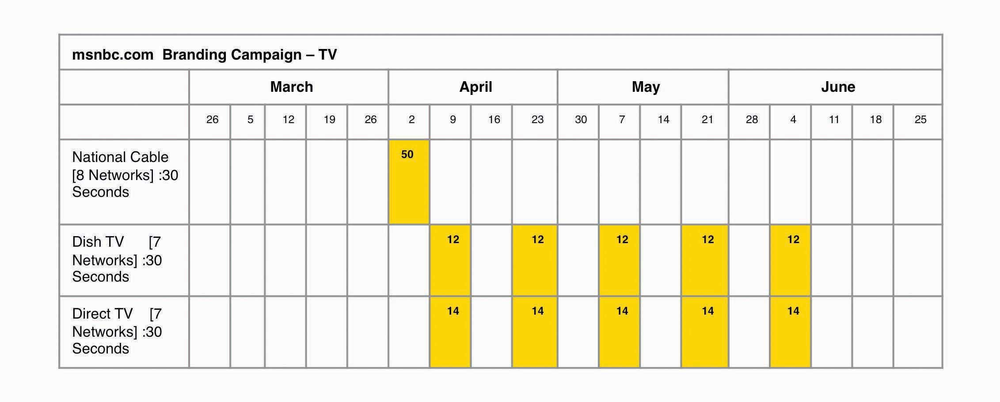 msnbc.com  Branding Campaign – TV
March April May June
26 5 12 19 26 2 9 16 23 30 7 14 21 28 4 11 18 25
National Cable
[8 Networks] :30
Seconds
50
Dish TV [7
Networks] :30
Seconds
12 12 12 12 12
Direct TV [7
Networks] :30
Seconds
14 14 14 14 14